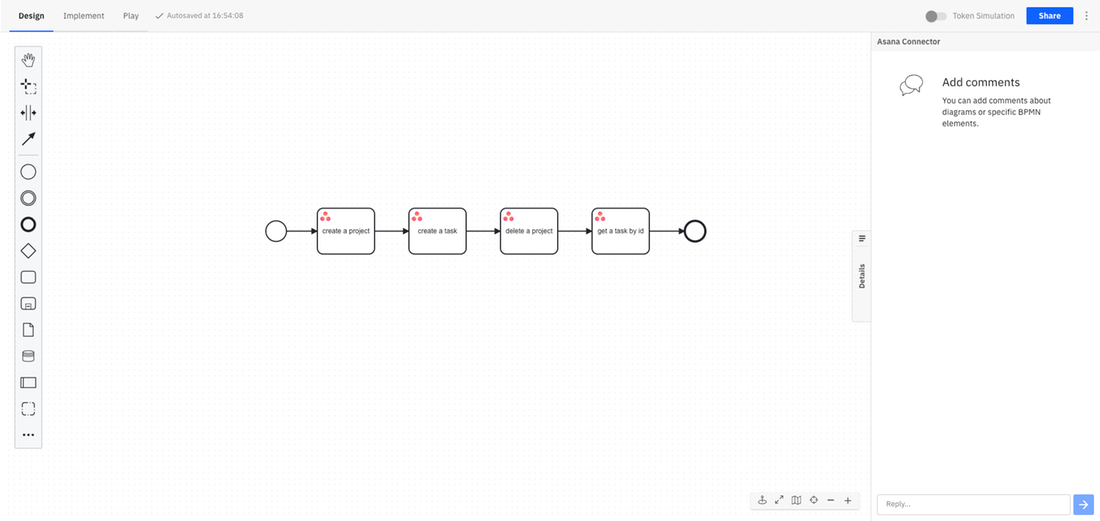 Design
Implement
Play
Autosaved at 16:54:08
Token Simulation
Share
Asana Connector
Add comments
You can add comments about
diagrams or specific BPMN
elements.
create a project
create a task
delete a project
get a task by id
Details
Reply...